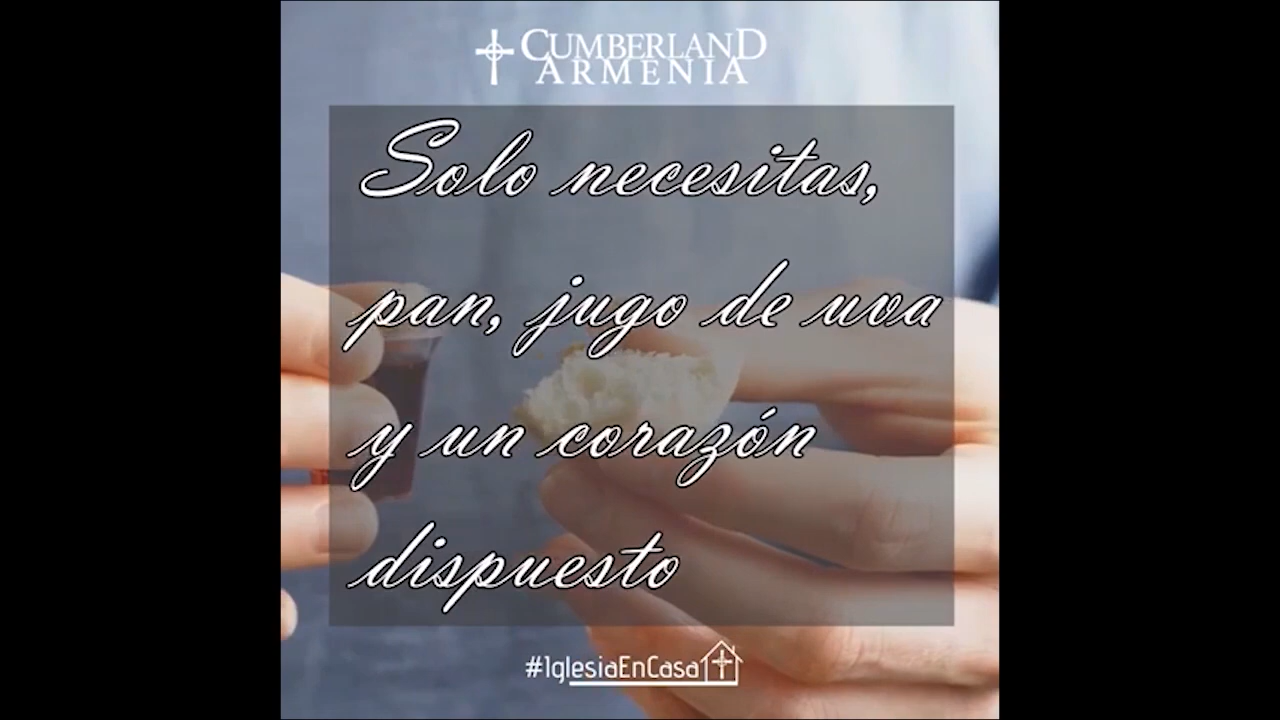 CUMBERLAND
ARMENIA
Solo necesitas,
pan, jugo de uva
y un corazón
dispuesto
#IglesiaEnCasa